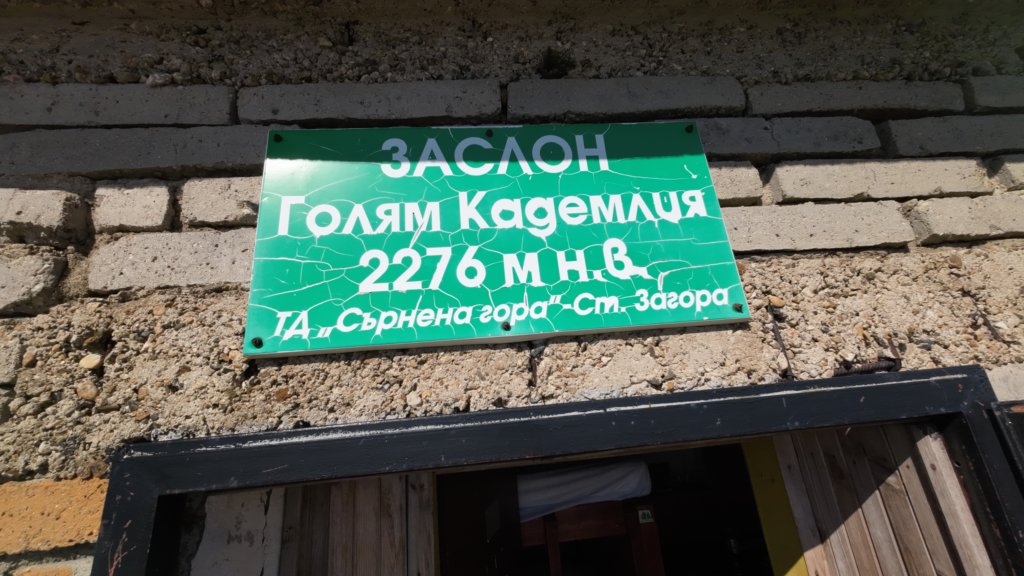 ЗАСЛОН
Голям Кадемлия
2276 м н.в.
ТД „Сърнена гора"-Ст. Загора